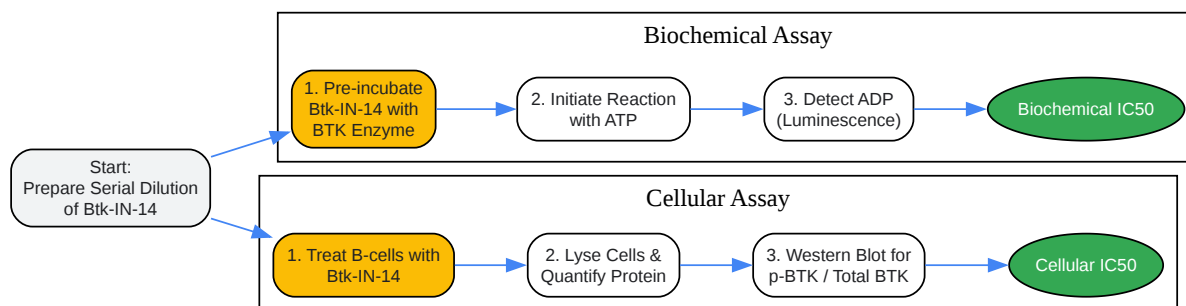 Biochemical Assay
1. Pre-incubate
Btk-IN-14 with
BTK Enzyme
2. Initiate Reaction
with ATP
3. Detect ADP
(Luminescence)
Biochemical IC50
Start:
Prepare Serial Dilution
of Btk-IN-14
Cellular Assay
1. Treat B-cells with
Btk-IN-14
2. Lyse Cells &
Quantify Protein
3. Western Blot for
p-BTK / Total BTK
Cellular IC50